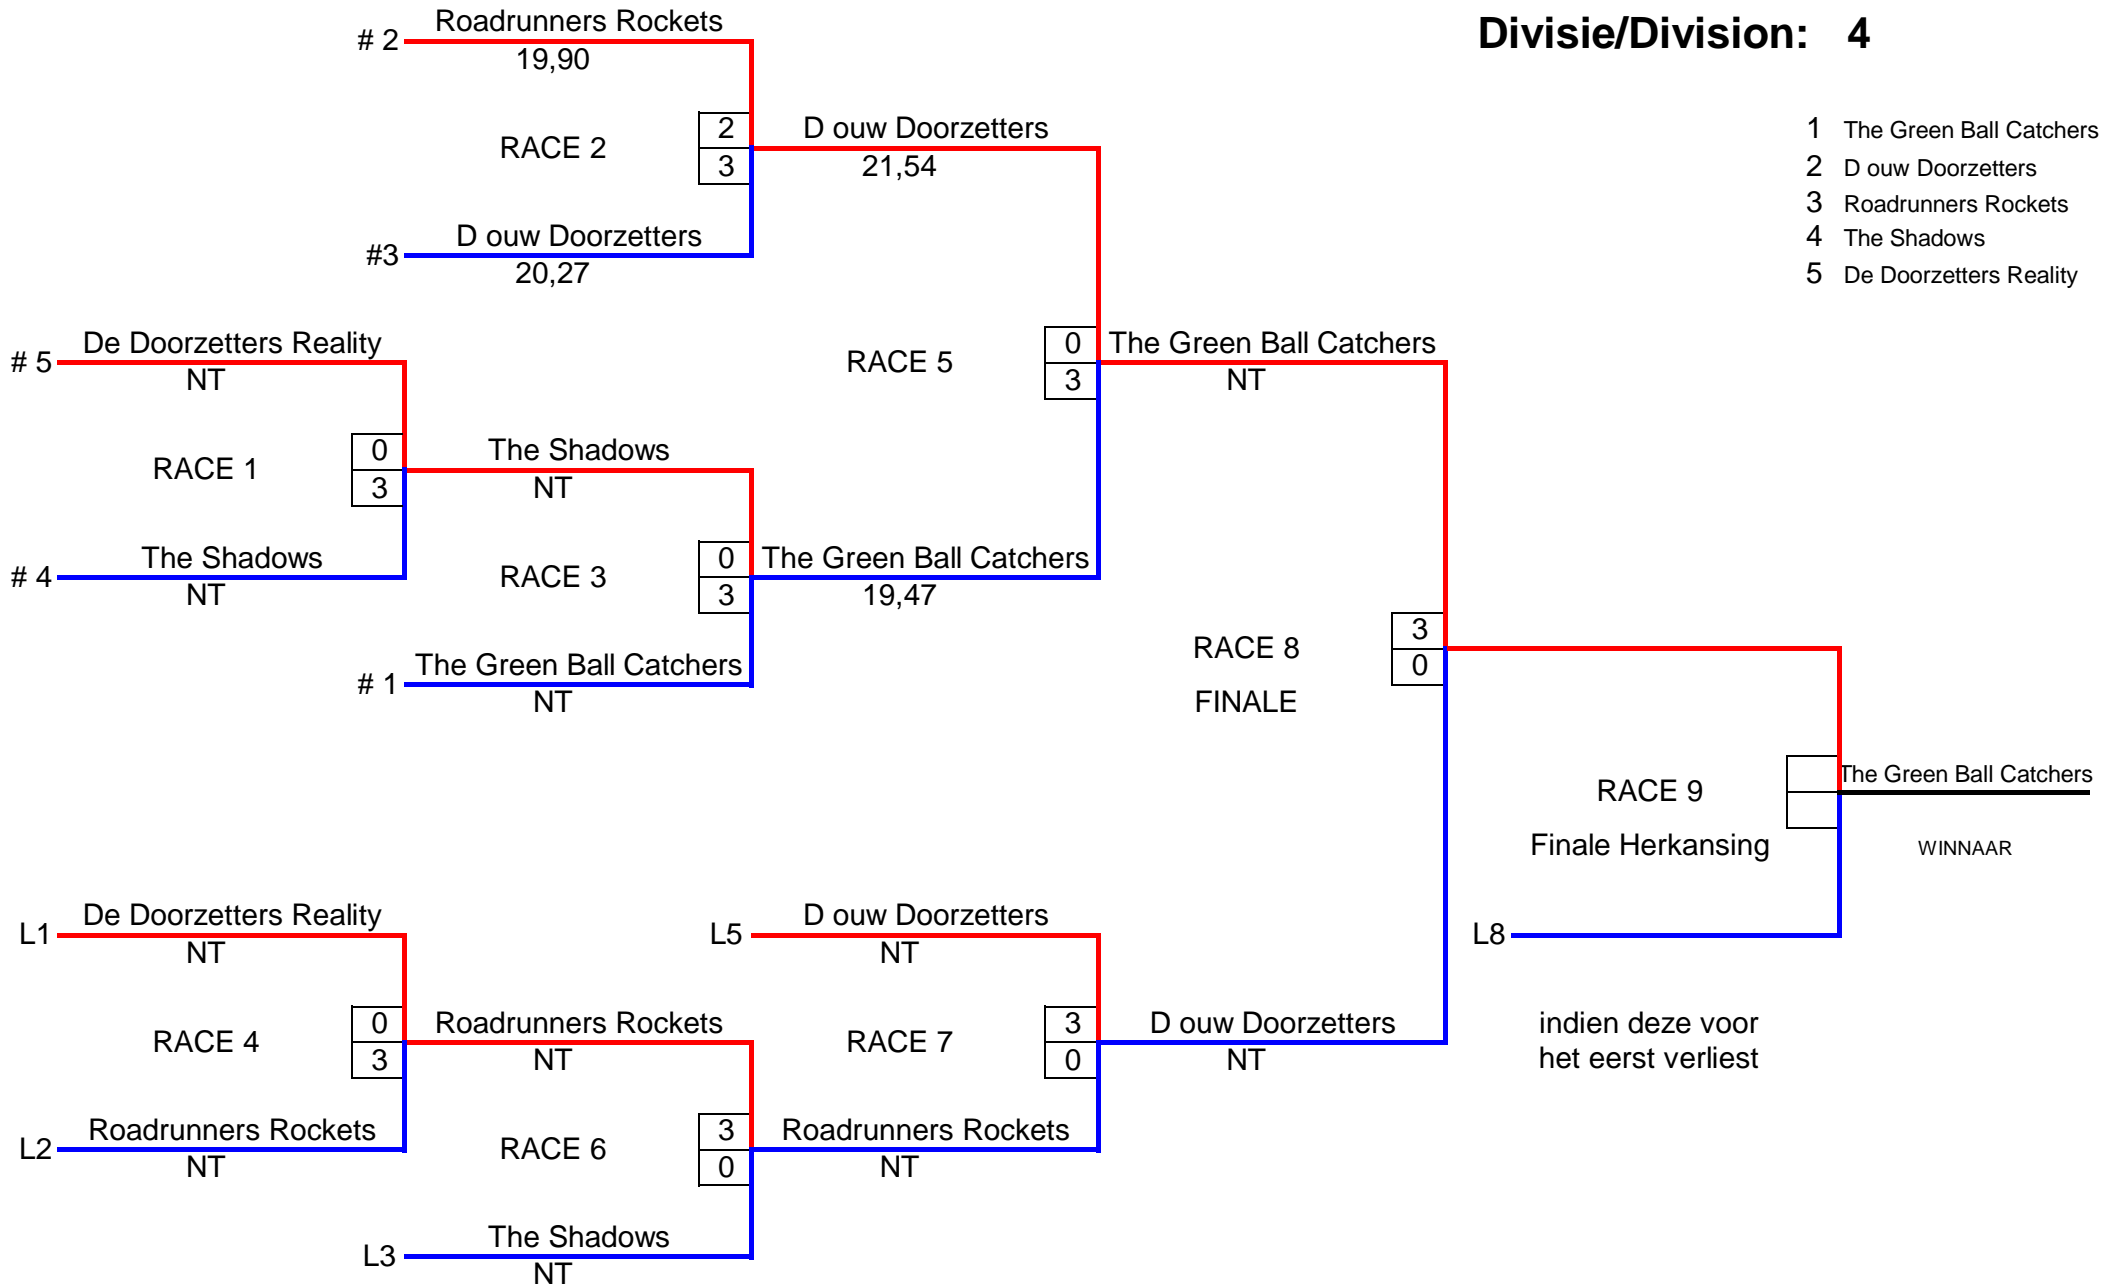 Divisie/Division: 4
1 The Green Ball Catchers
2 D ouw Doorzetters
3 Roadrunners Rockets
4 The Shadows
5 De Doorzetters Reality
# 2
Roadrunners Rockets
19,90
RACE 2
2
3
#3
D ouw Doorzetters
20,27
D ouw Doorzetters
21,54
# 5
De Doorzetters Reality
NT
RACE 1
0
3
# 4
The Shadows
NT
The Shadows
NT
RACE 3
0
3
# 1
The Green Ball Catchers
NT
The Green Ball Catchers
19,47
RACE 5
0
3
The Green Ball Catchers
NT
RACE 8
FINALE
3
0
RACE 9
Finale Herkansing
The Green Ball Catchers
WINNAAR
L8
indien deze voor
het eerst verliest
L1
De Doorzetters Reality
NT
RACE 4
0
3
L2
Roadrunners Rockets
NT
Roadrunners Rockets
NT
RACE 6
3
0
L3
The Shadows
NT
L5
D ouw Doorzetters
NT
RACE 7
3
0
Roadrunners Rockets
NT
D ouw Doorzetters
NT